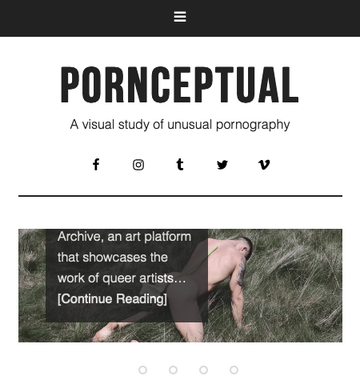 PORNCEPTUAL
A visual study of unusual pornography
Archive, an art platform
that showcases the
work of queer artists...
[Continue Reading]